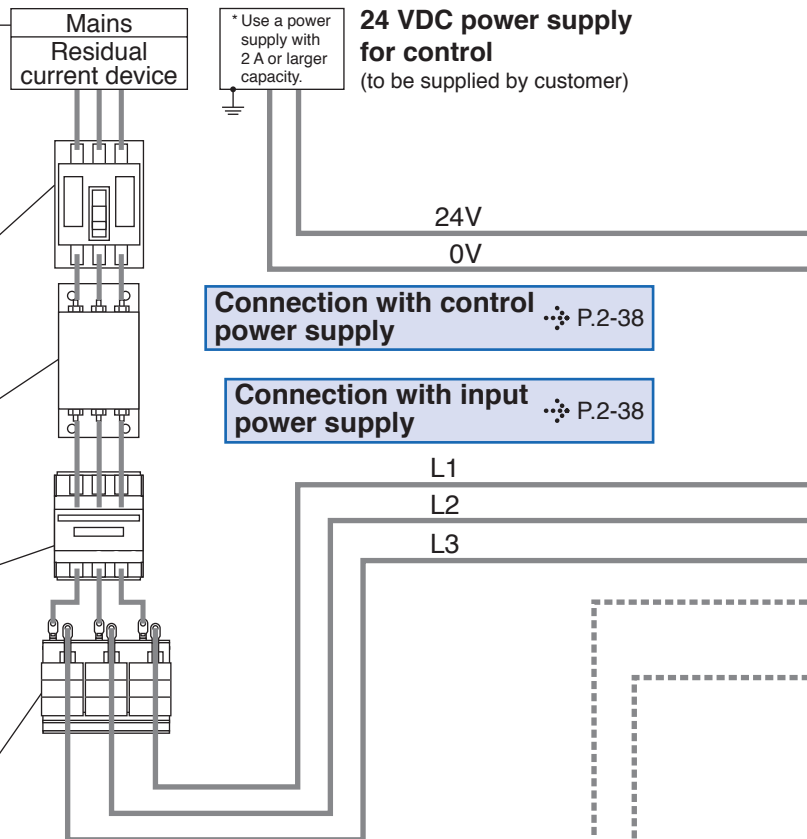 Mains
Residual
current device
* Use a power
supply with
2 A or larger
capacity.
24 VDC power supply
for control
(to be supplied by customer)
24V
0V
Connection with control
power supply
P.2-38
Connection with input
power supply
P.2-38
L1
L2
L3